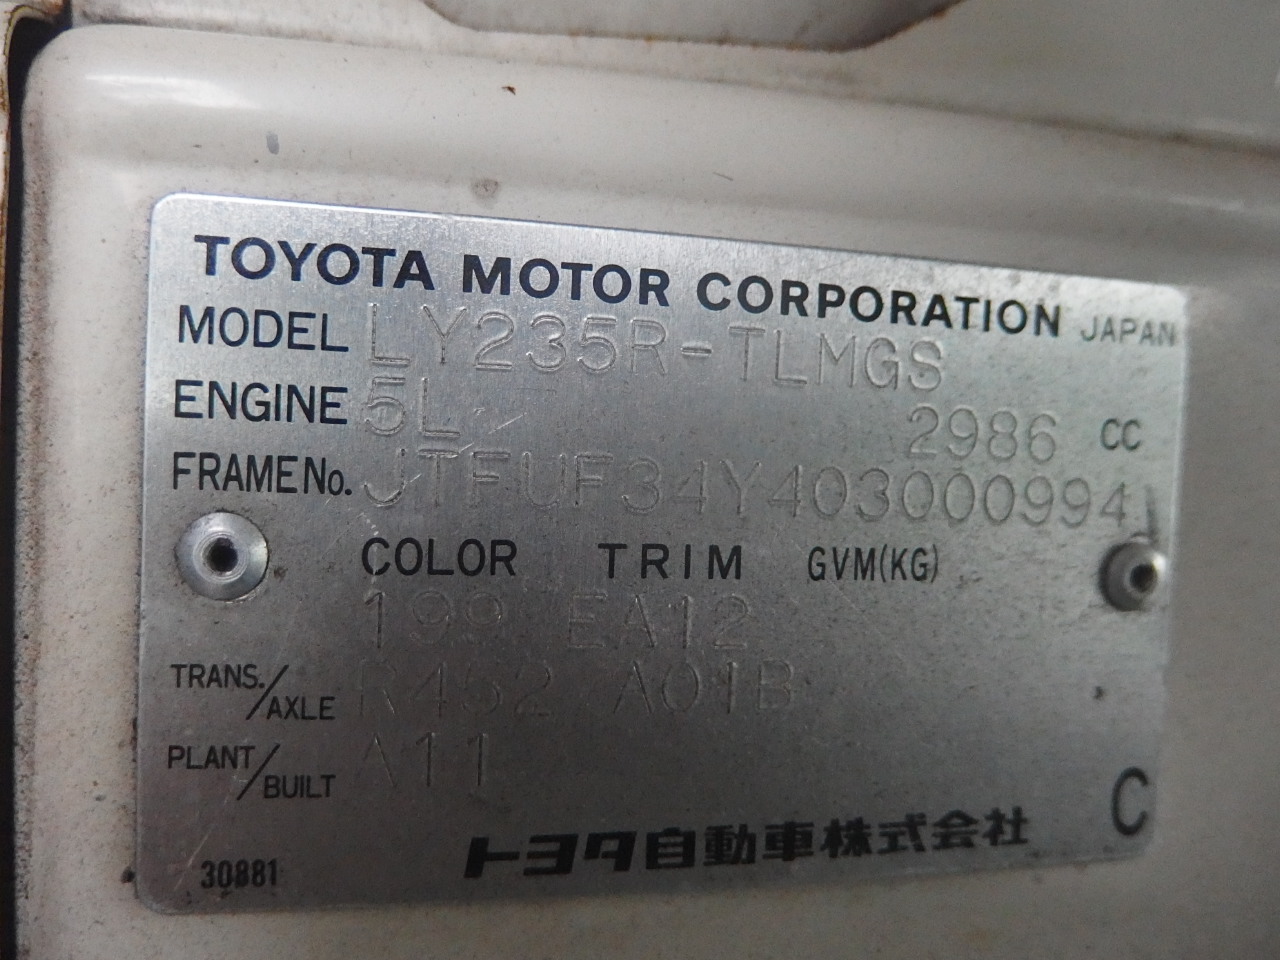 TOYOTA MOTOR CORPORATION JAPAN
MODEL LY235R-TLMGS
ENGINE 5L 2986 CC
FRAME No. JTFUF34Y403000994
COLOR TRIM GVM(KG)
199 EA12
TRANS./AXLE R452 A01B
PLANT/BUILT A11
C
トヨタ自動車株式会社
30881